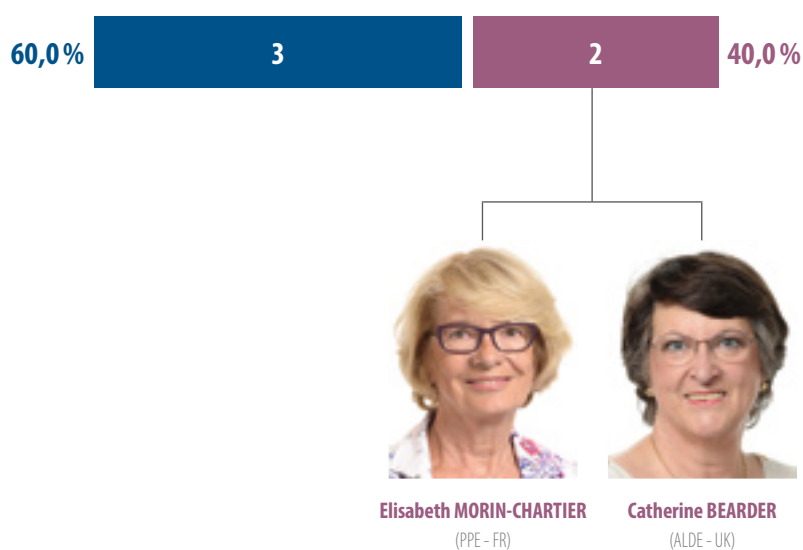 60,0 % 3 2 40,0 %
Elisabeth MORIN-CHARTIER
(PPE - FR)
Catherine BEARDER
(ALDE - UK)